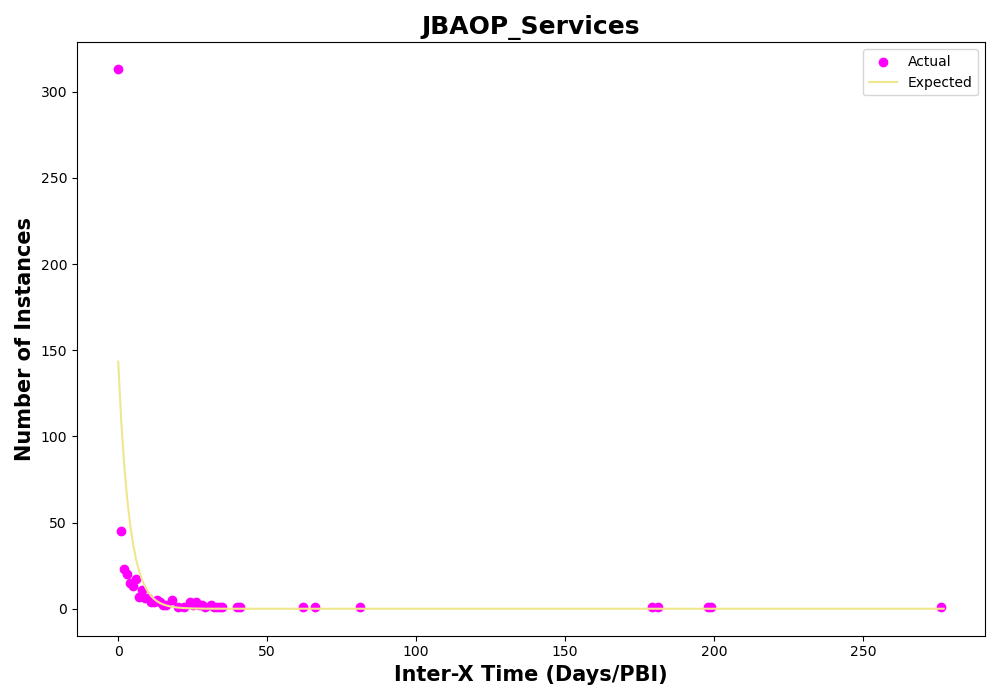 JBAOP_Services
Actual
Expected
Number of Instances
300
250
200
150
100
50
0
0 50 100 150 200 250
Inter-X Time (Days/PBI)